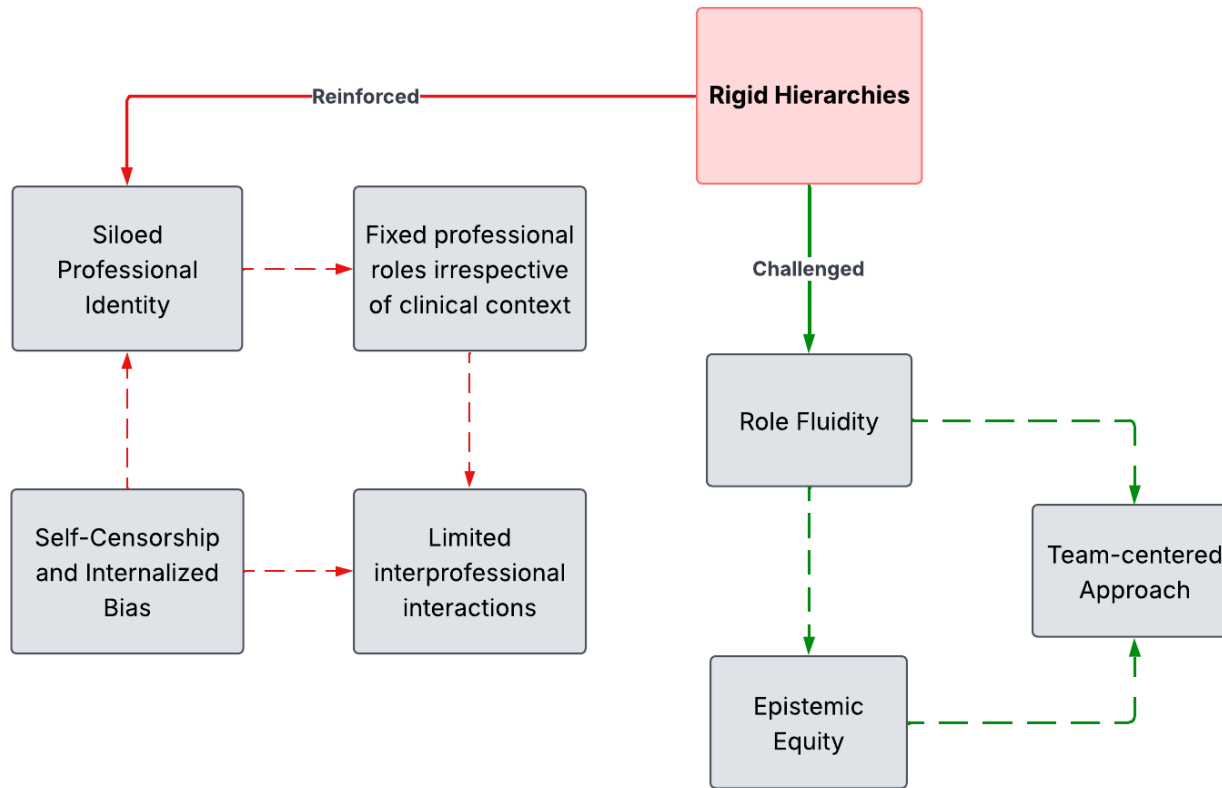 Rigid Hierarchies
Reinforced
Siloed
Professional
Identity
Fixed professional
roles irrespective
of clinical context
Challenged
Role Fluidity
Self-Censorship
and Internalized
Bias
Limited
interprofessional
interactions
Team-centered
Approach
Epistemic
Equity